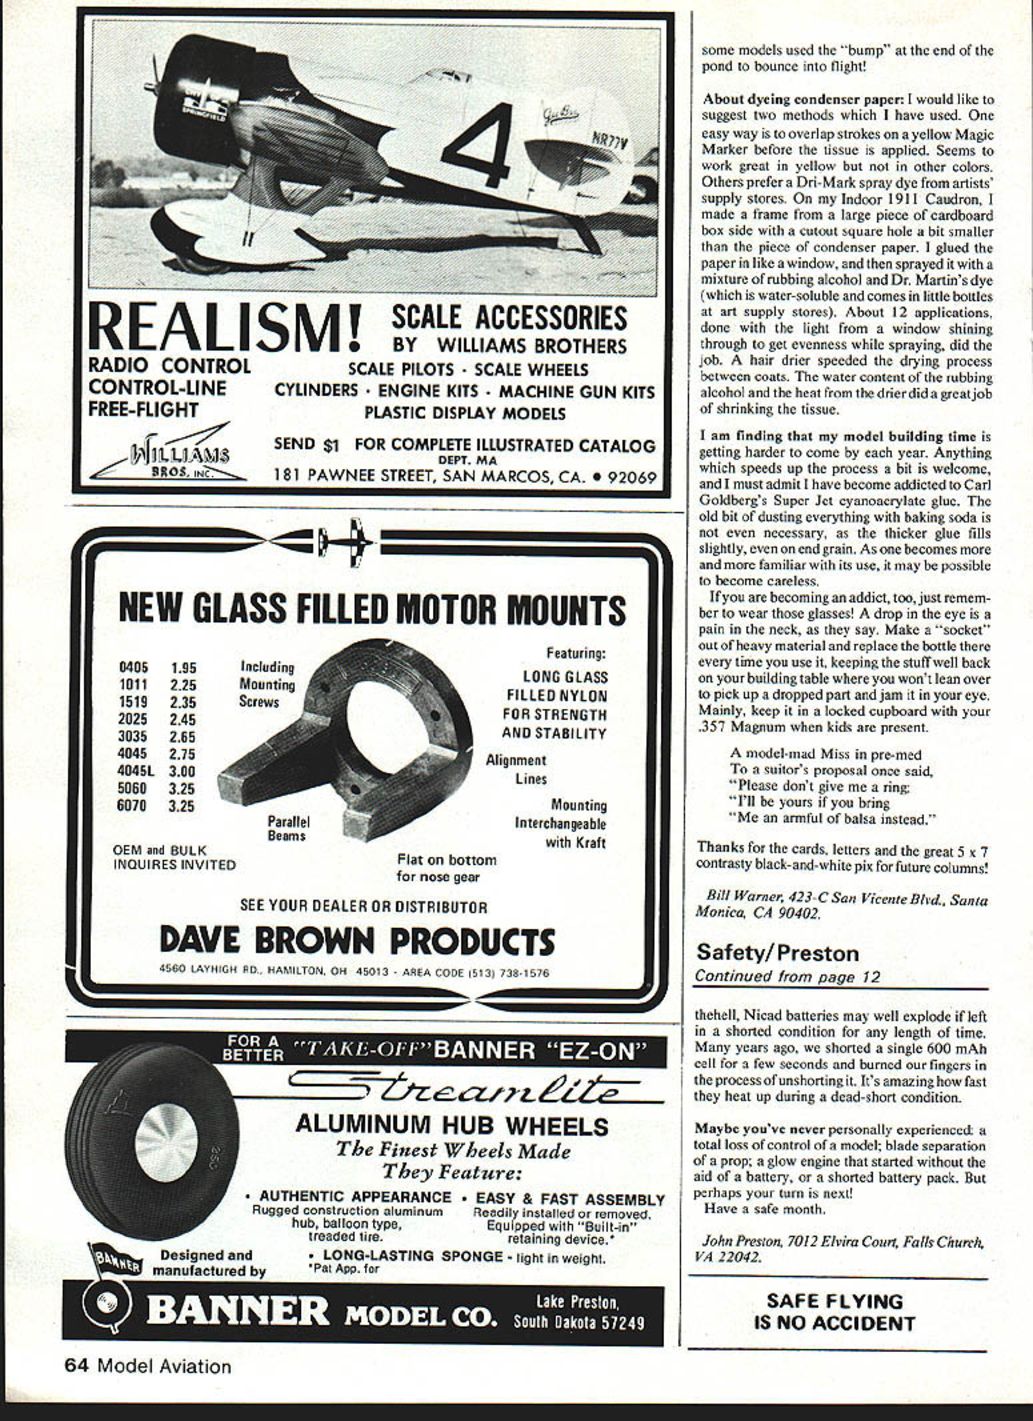 SPRINGFIELD
4
Gee Bee
NR77V
REALISM!
SCALE ACCESSORIES
BY WILLIAMS BROTHERS
RADIO CONTROL
CONTROL-LINE
FREE-FLIGHT
SCALE PILOTS · SCALE WHEELS
CYLINDERS · ENGINE KITS · MACHINE GUN KITS
PLASTIC DISPLAY MODELS
WILLIAMS
BROS. INC.
SEND $1 FOR COMPLETE ILLUSTRATED CATALOG
DEPT. MA
181 PAWNEE STREET, SAN MARCOS, CA. • 92069
NEW GLASS FILLED MOTOR MOUNTS
0405 1.95
1011 2.25
1519 2.35
2025 2.45
3035 2.65
4045 2.75
4045L 3.00
5060 3.25
6070 3.25
Including
Mounting
Screws
Featuring:
LONG GLASS
FILLED NYLON
FOR STRENGTH
AND STABILITY
Alignment
Lines
Mounting
Interchangeable
with Kraft
Parallel
Beams
Flat on bottom
for nose gear
OEM and BULK
INQUIRES INVITED
SEE YOUR DEALER OR DISTRIBUTOR
DAVE BROWN PRODUCTS
4560 LAYHIGH RD., HAMILTON, OH 45013 - AREA CODE (513) 738-1576
FOR A
BETTER
"TAKE-OFF" BANNER "EZ-ON"
Streamlite
ALUMINUM HUB WHEELS
The Finest Wheels Made
They Feature:
• AUTHENTIC APPEARANCE
Rugged construction aluminum
hub, balloon type,
treaded tire.
• EASY & FAST ASSEMBLY
Readily installed or removed.
Equipped with "Built-in"
retaining device.*
• LONG-LASTING SPONGE - light in weight.
*Pat App. for
250
Designed and
manufactured by
BANNER
BANNER MODEL CO.
Lake Preston,
South Dakota 57249
64 Model Aviation
some models used the "bump" at the end of the
pond to bounce into flight!
About dyeing condenser paper: I would like to
suggest two methods which I have used. One
easy way is to overlap strokes on a yellow Magic
Marker before the tissue is applied. Seems to
work great in yellow but not in other colors.
Others prefer a Dri-Mark spray dye from artists'
supply stores. On my Indoor 1911 Caudron, I
made a frame from a large piece of cardboard
box side with a cutout square hole a bit smaller
than the piece of condenser paper. I glued the
paper in like a window, and then sprayed it with a
mixture of rubbing alcohol and Dr. Martin's dye
(which is water-soluble and comes in little bottles
at art supply stores). About 12 applications,
done with the light from a window shining
through to get evenness while spraying, did the
job. A hair drier speeded the drying process
between coats. The water content of the rubbing
alcohol and the heat from the drier did a great job
of shrinking the tissue.
I am finding that my model building time is
getting harder to come by each year. Anything
which speeds up the process a bit is welcome,
and I must admit I have become addicted to Carl
Goldberg's Super Jet cyanoacrylate glue. The
old bit of dusting everything with baking soda is
not even necessary, as the thicker glue fills
slightly, even on end grain. As one becomes more
and more familiar with its use, it may be possible
to become careless.
If you are becoming an addict, too, just remem-
ber to wear those glasses! A drop in the eye is a
pain in the neck, as they say. Make a "socket"
out of heavy material and replace the bottle there
every time you use it, keeping the stuff well back
on your building table where you won't lean over
to pick up a dropped part and jam it in your eye.
Mainly, keep it in a locked cupboard with your
.357 Magnum when kids are present.
A model-mad Miss in pre-med
To a suitor's proposal once said,
"Please don't give me a ring;
"I'll be yours if you bring
"Me an armful of balsa instead."
Thanks for the cards, letters and the great 5 x 7
contrasty black-and-white pix for future columns!
Bill Warner, 423-C San Vicente Blvd., Santa
Monica, CA 90402.
Safety/Preston
Continued from page 12
thehell, Nicad batteries may well explode if left
in a shorted condition for any length of time.
Many years ago, we shorted a single 600 mAh
cell for a few seconds and burned our fingers in
the process of unshorting it. It's amazing how fast
they heat up during a dead-short condition.
Maybe you've never personally experienced: a
total loss of control of a model; blade separation
of a prop; a glow engine that started without the
aid of a battery, or a shorted battery pack. But
perhaps your turn is next!
Have a safe month.
John Preston, 7012 Elvira Court, Falls Church,
VA 22042.
SAFE FLYING
IS NO ACCIDENT